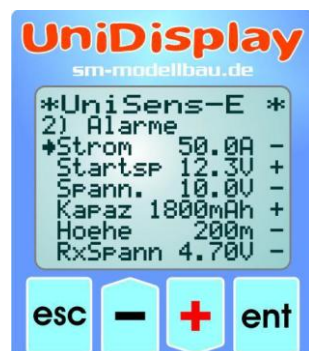 UniDisplay
sm-modellbau.de
*UniSens-E *
2) Alarme
➔Strom 50.0A -
Startsp 12.3V +
Spann. 10.0V -
Kapaz 1800mAh +
Hoehe 200m -
RxSpann 4.70V -
esc - + ent